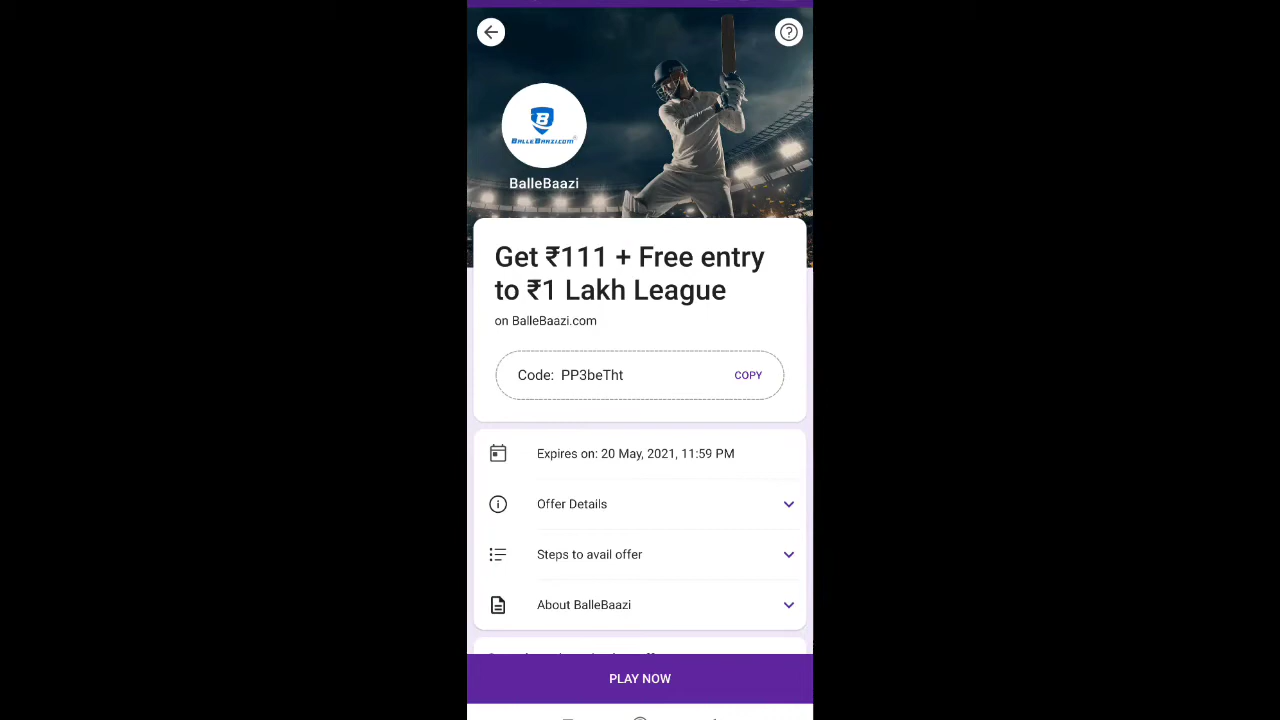 BALLEBAAZI.COM
BalleBaazi
Get ₹111 + Free entry
to ₹1 Lakh League
on BalleBaazi.com
Code: PP3beTht
COPY
Expires on: 20 May, 2021, 11:59 PM
Offer Details
Steps to avail offer
About BalleBaazi
PLAY NOW